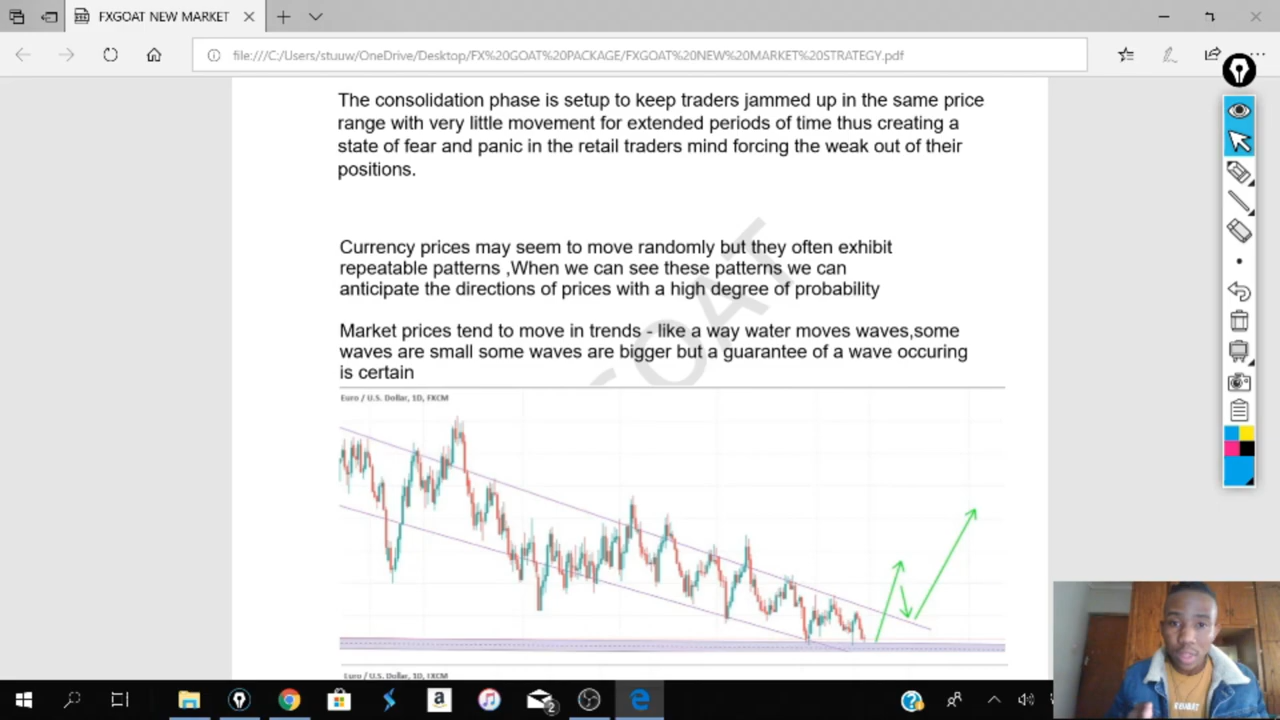 FXGOAT NEW MARKET
file:///C:/Users/stuuw/OneDrive/Desktop/FX%20GOAT%20PACKAGE/FXGOAT%20NEW%20MARKET%20STRATEGY.pdf
The consolidation phase is setup to keep traders jammed up in the same price
range with very little movement for extended periods of time thus creating a
state of fear and panic in the retail traders mind forcing the weak out of their
positions.
Currency prices may seem to move randomly but they often exhibit
repeatable patterns ,When we can see these patterns we can
anticipate the directions of prices with a high degree of probability
Market prices tend to move in trends - like a way water moves waves,some
waves are small some waves are bigger but a guarantee of a wave occuring
is certain
GOAT
Euro / U.S. Dollar, 1D, FXCM
Euro / U.S. Dollar, 1D, FXCM
a
2